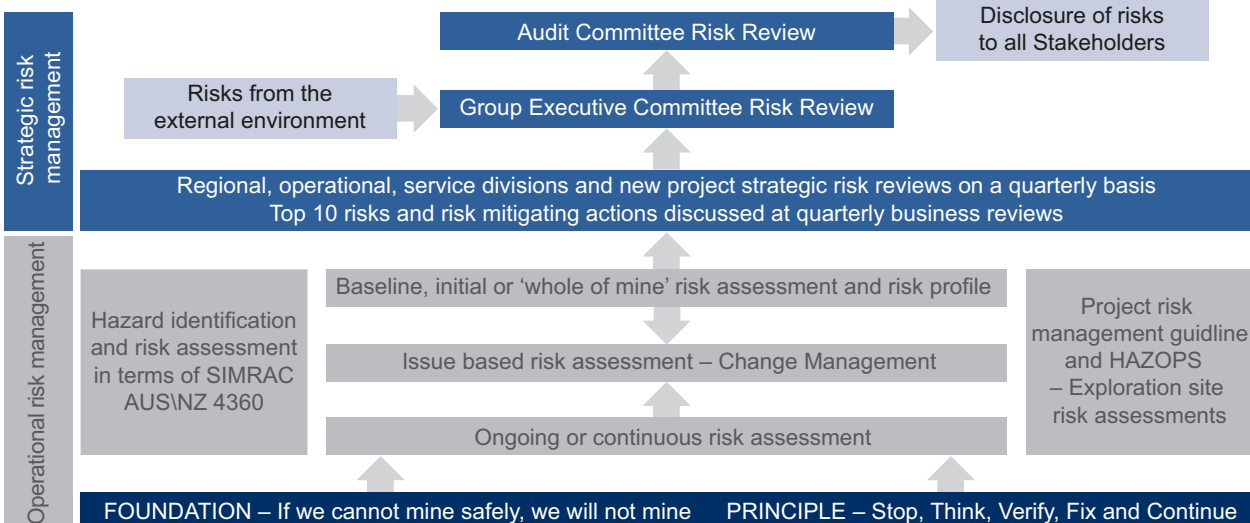 Strategic risk
management
Audit Committee Risk Review
Disclosure of risks
to all Stakeholders
Risks from the
external environment
Group Executive Committee Risk Review
Regional, operational, service divisions and new project strategic risk reviews on a quarterly basis
Top 10 risks and risk mitigating actions discussed at quarterly business reviews
Operational risk management
Hazard identification
and risk assessment
in terms of SIMRAC
AUS\NZ 4360
Baseline, initial or ‘whole of mine’ risk assessment and risk profile
Issue based risk assessment – Change Management
Ongoing or continuous risk assessment
Project risk
management guidline
and HAZOPS
– Exploration site
risk assessments
FOUNDATION – If we cannot mine safely, we will not mine
PRINCIPLE – Stop, Think, Verify, Fix and Continue